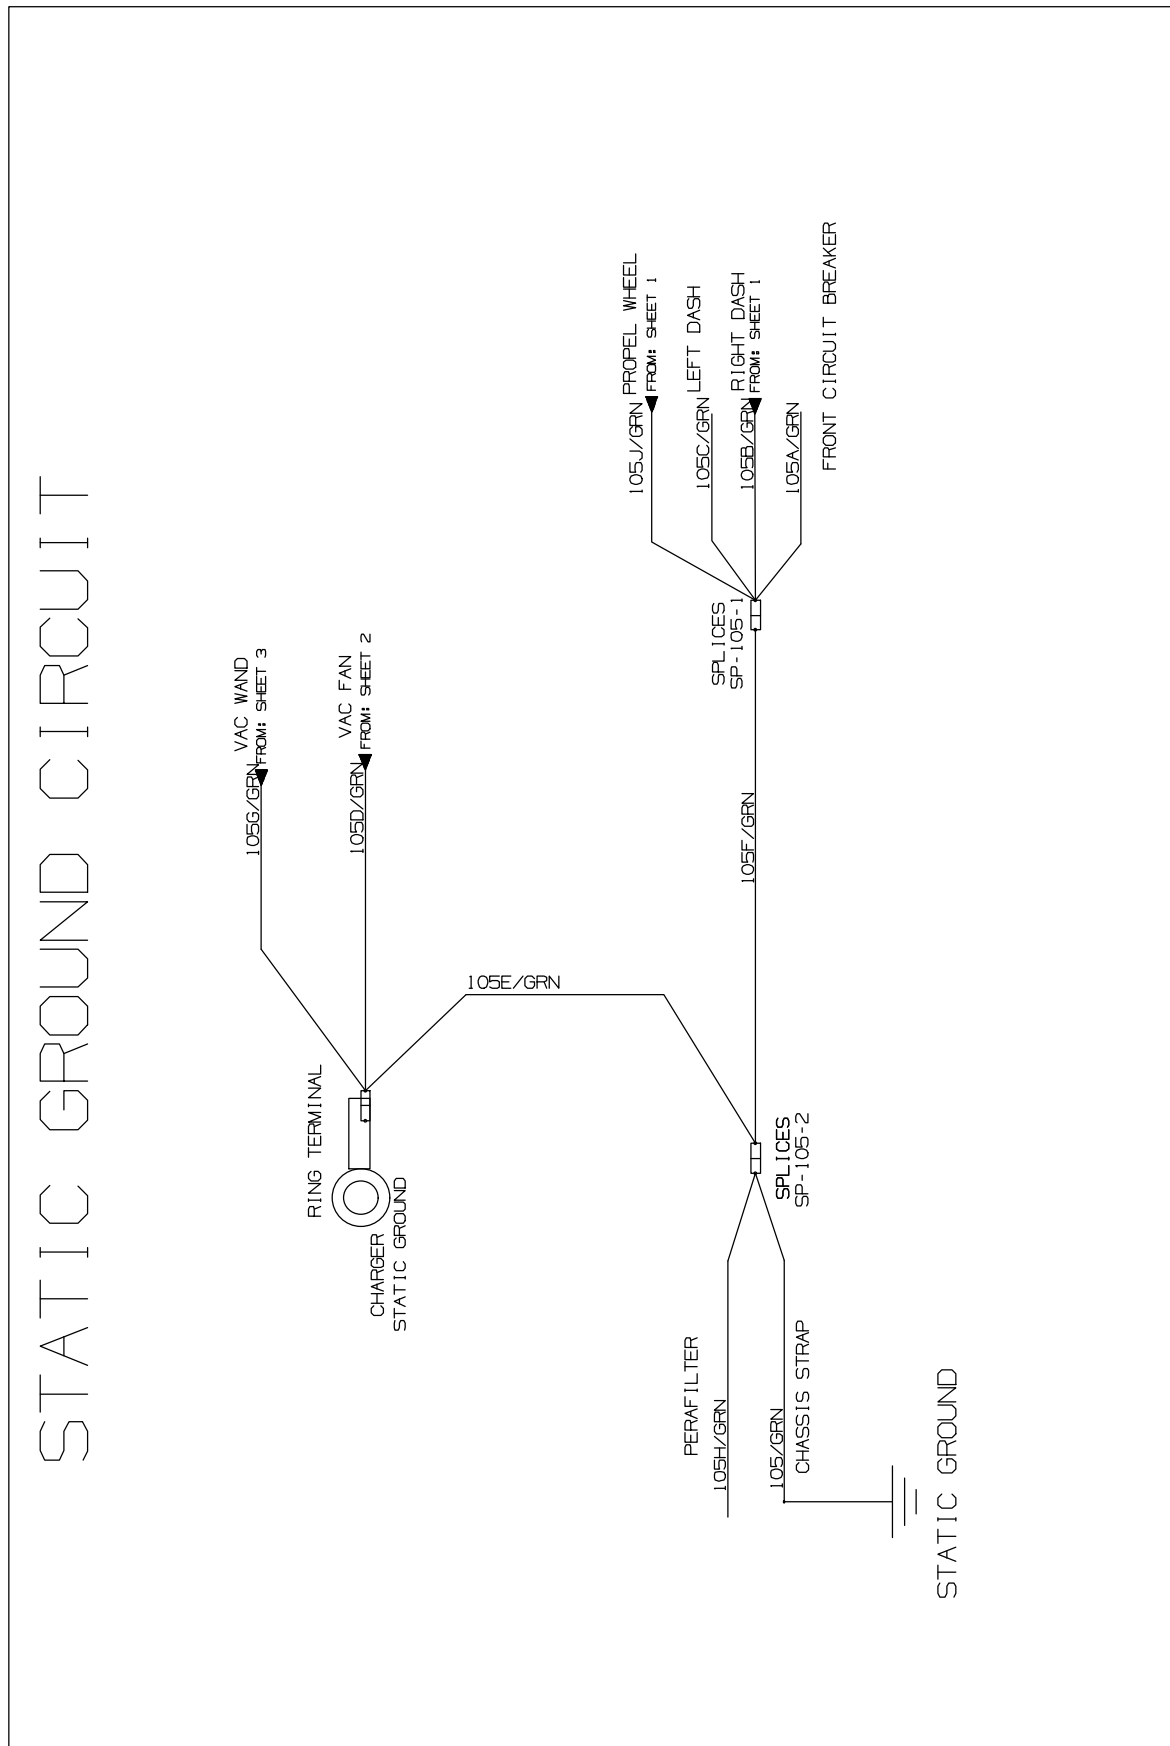 STATIC GROUND CIRCUIT
VAC WAND
FROM: SHEET 3
105G/GRN
VAC FAN
FROM: SHEET 2
105D/GRN
RING TERMINAL
CHARGER
STATIC GROUND
105E/GRN
PROPEL WHEEL
FROM: SHEET 1
105J/GRN
LEFT DASH
105C/GRN
RIGHT DASH
FROM: SHEET 1
105B/GRN
105A/GRN
FRONT CIRCUIT BREAKER
SPLICES
SP-105-1
105F/GRN
SPLICES
SP-105-2
PERAFILTER
105H/GRN
105/GRN
CHASSIS STRAP
STATIC GROUND